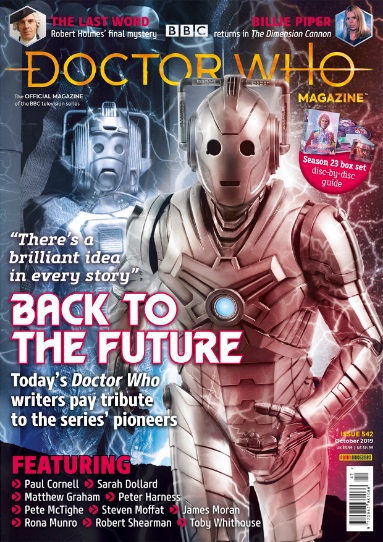 THE LAST WORD
Robert Holmes' final mystery
BBC
BILLIE PIPER
returns in The Dimension Cannon
DOCTOR WHO
The OFFICIAL MAGAZINE
of the BBC television series
MAGAZINE
Season 23 box set
disc-by-disc
guide
“There's a
brilliant idea
in every story”
BACK TO
THE FUTURE
Today's Doctor Who
writers pay tribute
to the series' pioneers
ISSUE 542
October 2019
FEATURING
Paul Cornell Sarah Dollard
Matthew Graham Peter Harness
Pete McTighe Steven Moffat James Moran
Rona Munro Robert Shearman Toby Whithouse